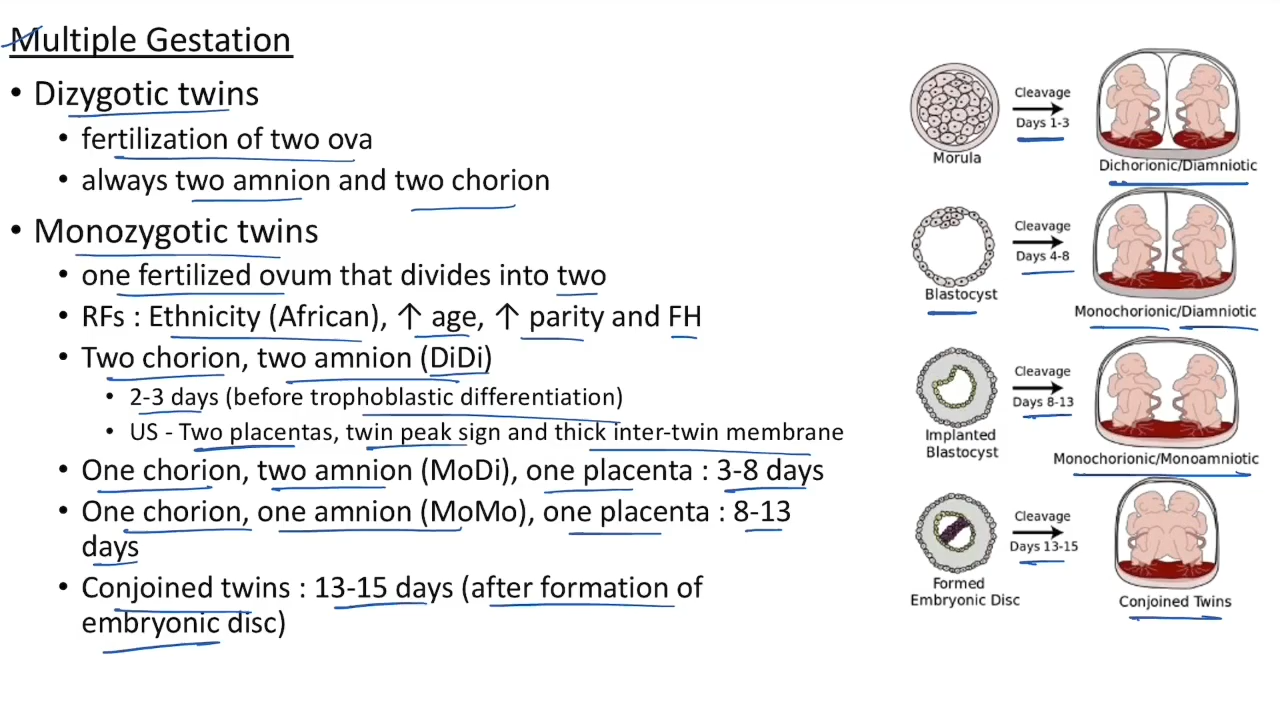 Multiple Gestation
• Dizygotic twins
• fertilization of two ova
• always two amnion and two chorion
• Monozygotic twins
• one fertilized ovum that divides into two
• RFs : Ethnicity (African), ↑ age, ↑ parity and FH
• Two chorion, two amnion (DiDi)
• 2-3 days (before trophoblastic differentiation)
• US - Two placentas, twin peak sign and thick inter-twin membrane
• One chorion, two amnion (MoDi), one placenta : 3-8 days
• One chorion, one amnion (MoMo), one placenta : 8-13
days
• Conjoined twins : 13-15 days (after formation of
embryonic disc)
Cleavage
Days 1-3
Morula
Dichorionic/Diamniotic
Cleavage
Days 4-8
Blastocyst
Monochorionic/Diamniotic
Cleavage
Days 8-13
Implanted
Blastocyst
Monochorionic/Monoamniotic
Cleavage
Days 13-15
Formed
Embryonic Disc
Conjoined Twins